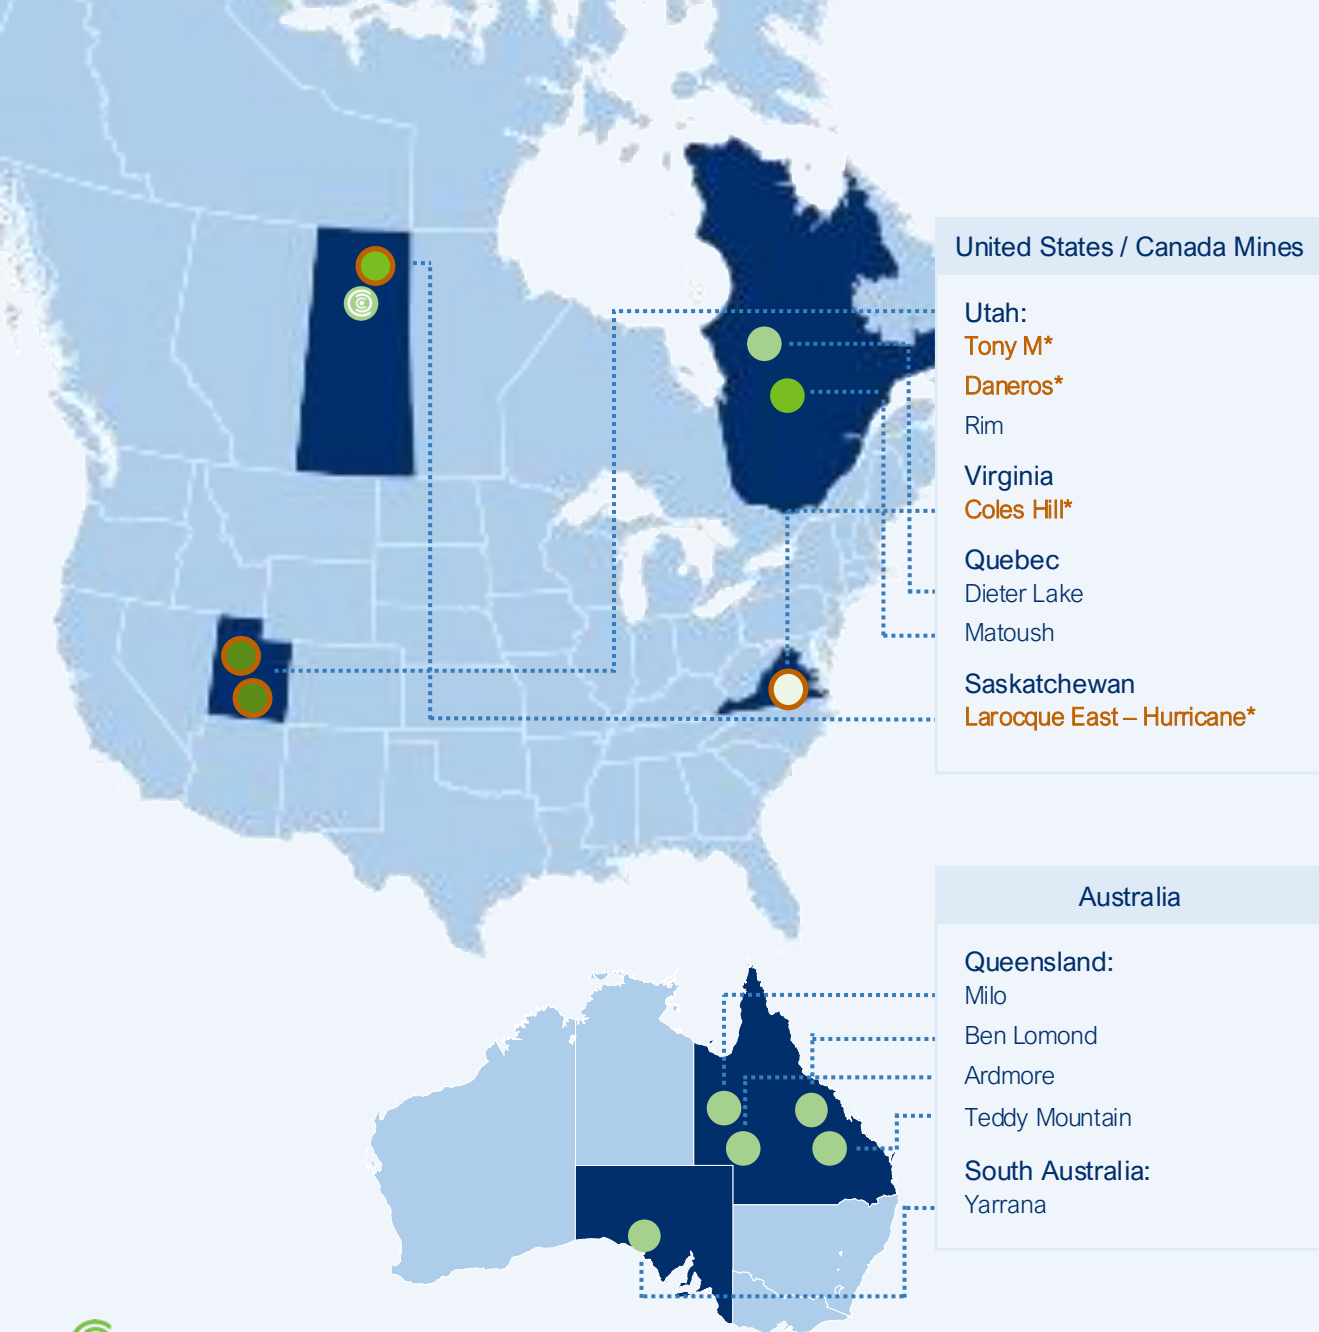 United States / Canada Mines
Utah:
Tony M*
Daneros*
Rim
Virginia
Coles Hill*
Quebec
Dieter Lake
Matoush
Saskatchewan
Larocque East – Hurricane*
Australia
Queensland:
Milo
Ben Lomond
Ardmore
Teddy Mountain
South Australia:
Yarrana